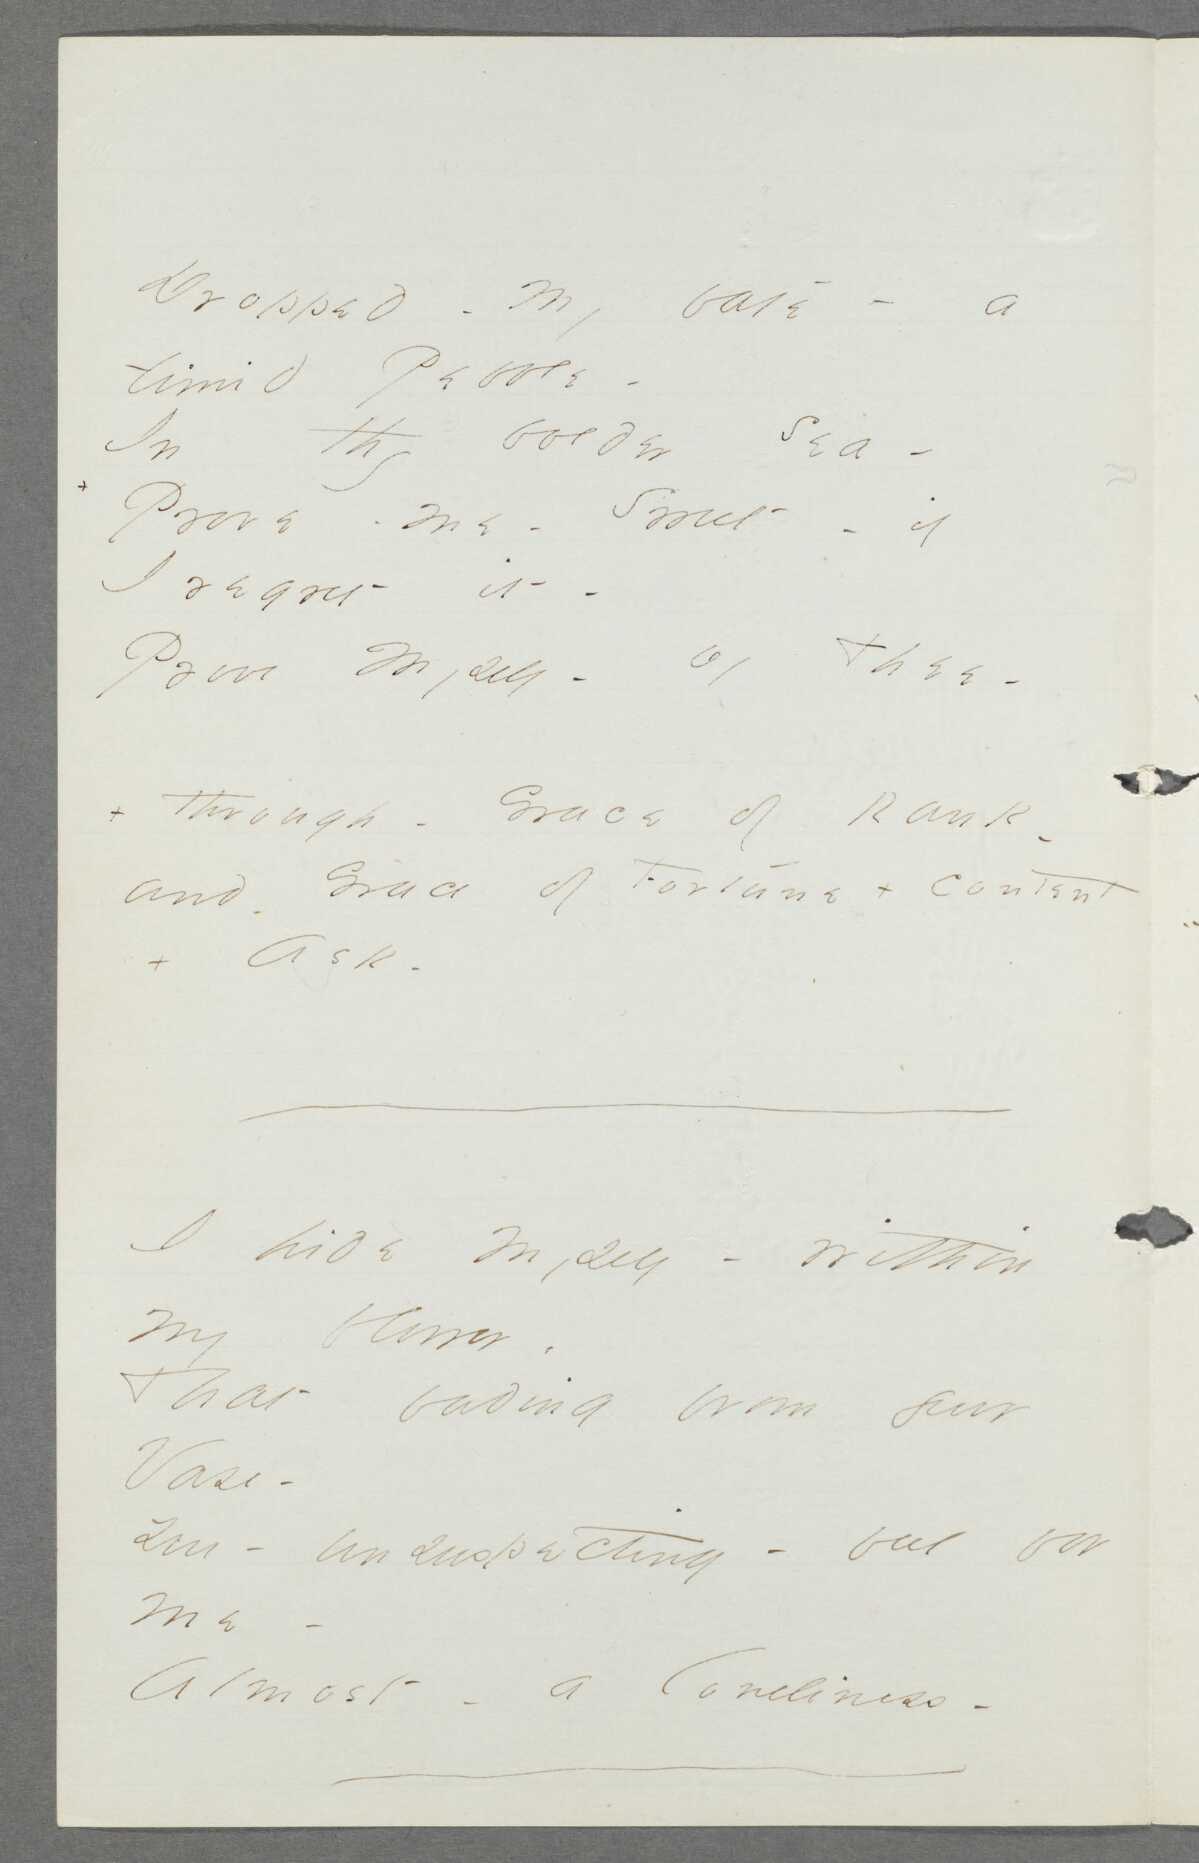 Dropped - my fate - a
timid Pebble -
In thy bolder Sea -
+ Prove - me - Sweet - if
I regret it -
Prove Myself - of Thee -
+ Through - Grace of Rank -
and - Grace of Fortune + Content
+ Ask -
I hide myself - within
my flower,
That fading from your
Vase -
You - unsuspecting - feel for
me -
Almost - a loneliness -